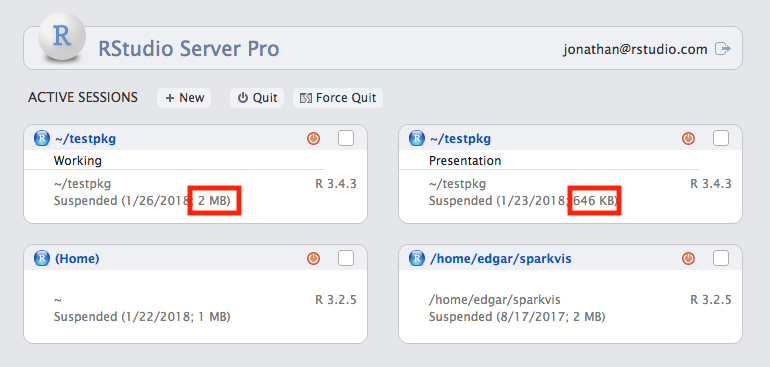 R RStudio Server Pro jonathan@rstudio.com
ACTIVE SESSIONS + New Quit Force Quit
R ~/testpkg
Working
~/testpkg R 3.4.3
Suspended (1/26/2018; 2 MB)
R ~/testpkg
Presentation
~/testpkg R 3.4.3
Suspended (1/23/2018; 646 KB)
R (Home)
~ R 3.2.5
Suspended (1/22/2018; 1 MB)
R /home/edgar/sparkvis
/home/edgar/sparkvis R 3.2.5
Suspended (8/17/2017; 2 MB)